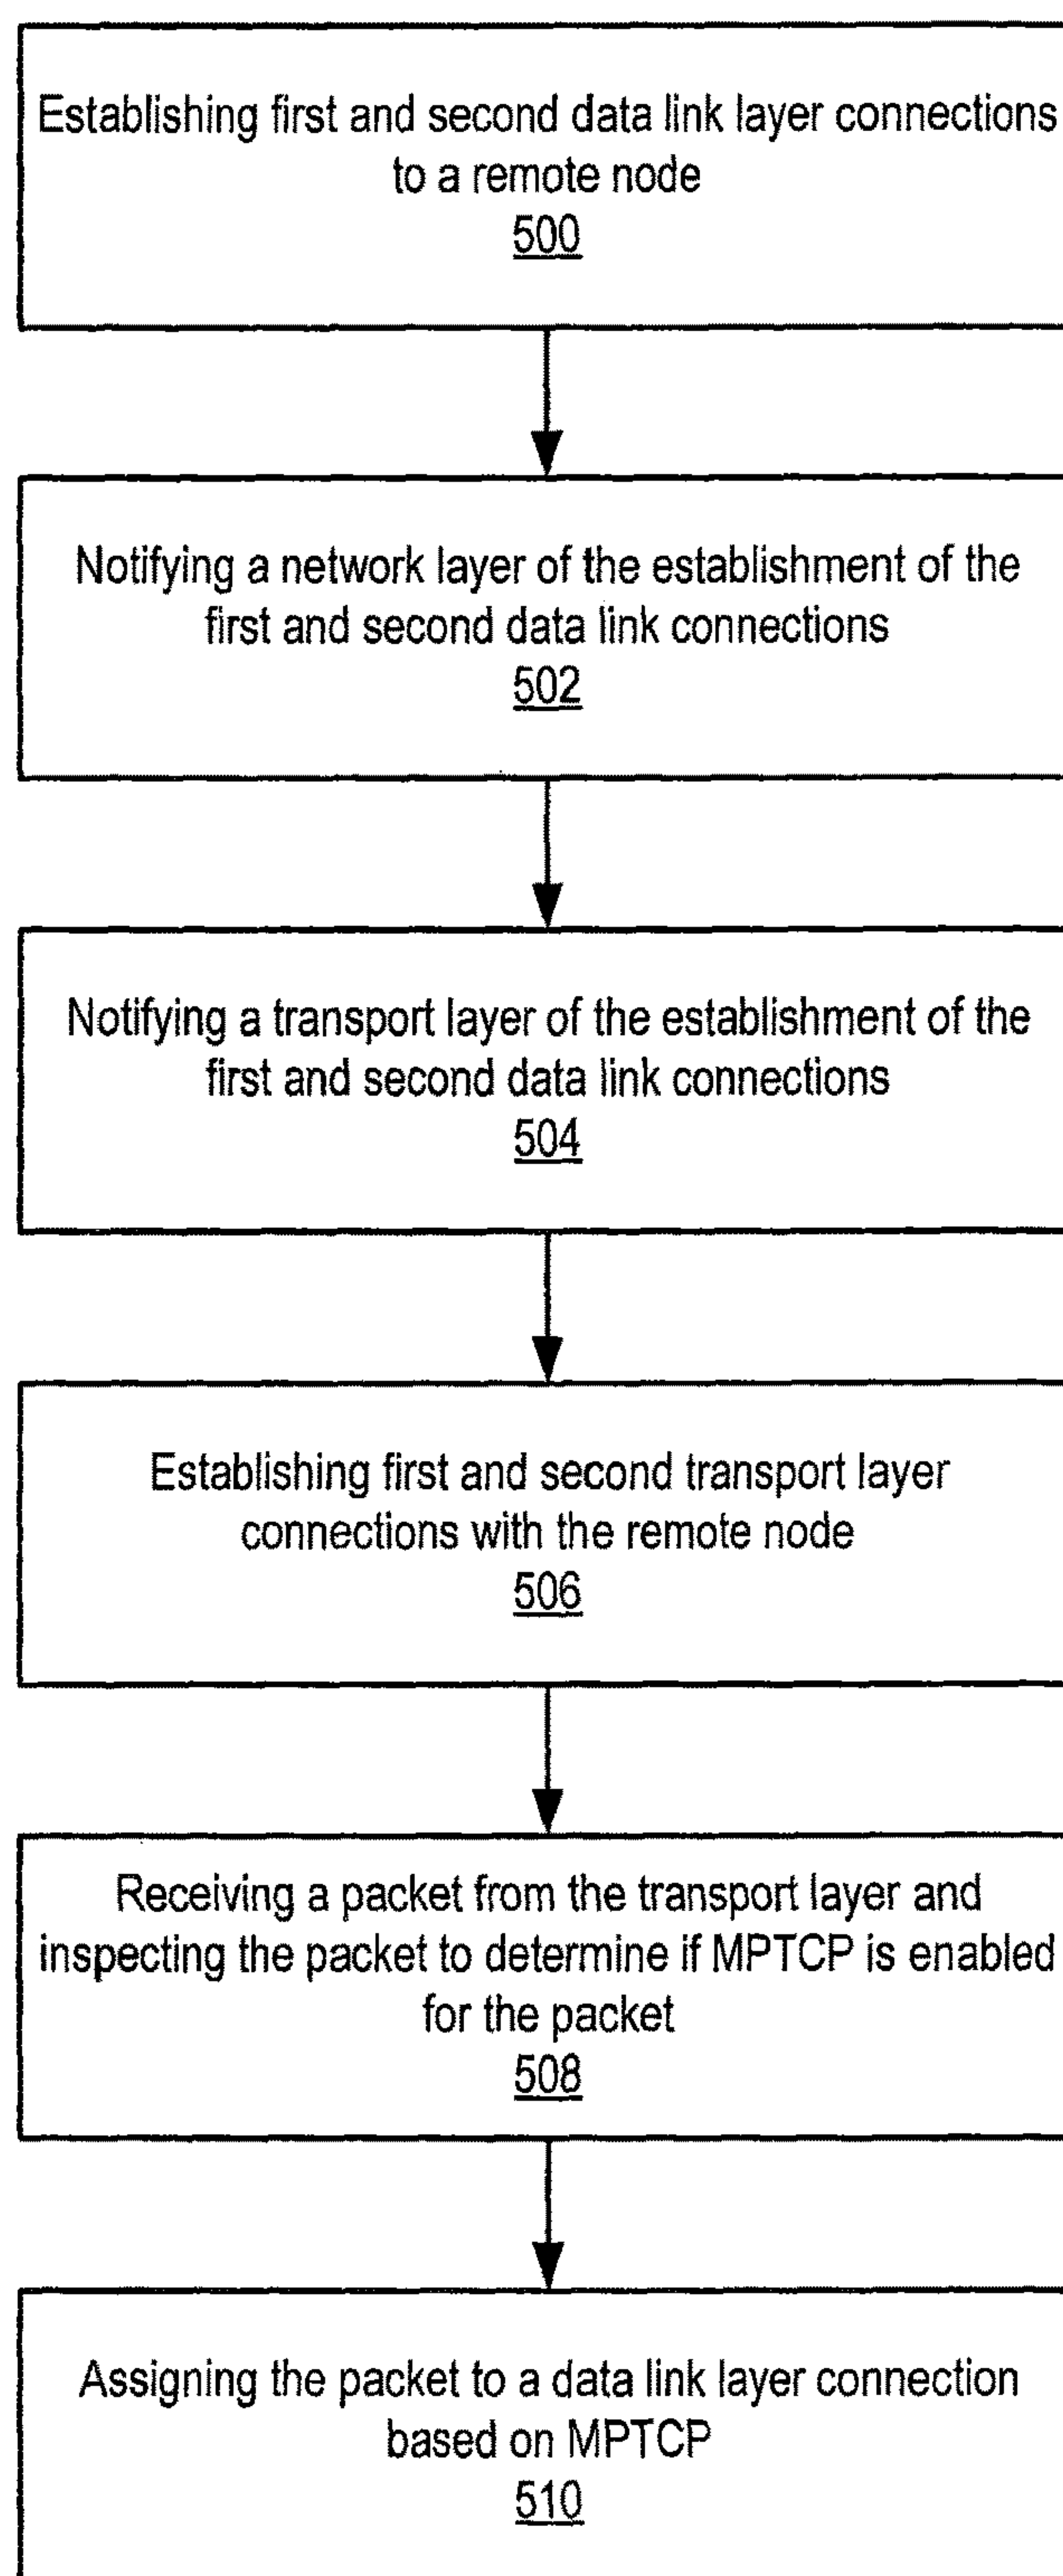 Establishing first and second data link layer connections
to a remote node
500
Notifying a network layer of the establishment of the
first and second data link connections
502
Notifying a transport layer of the establishment of the
first and second data link connections
504
Establishing first and second transport layer
connections with the remote node
506
Receiving a packet from the transport layer and
inspecting the packet to determine if MPTCP is enabled
for the packet
508
Assigning the packet to a data link layer connection
based on MPTCP
510